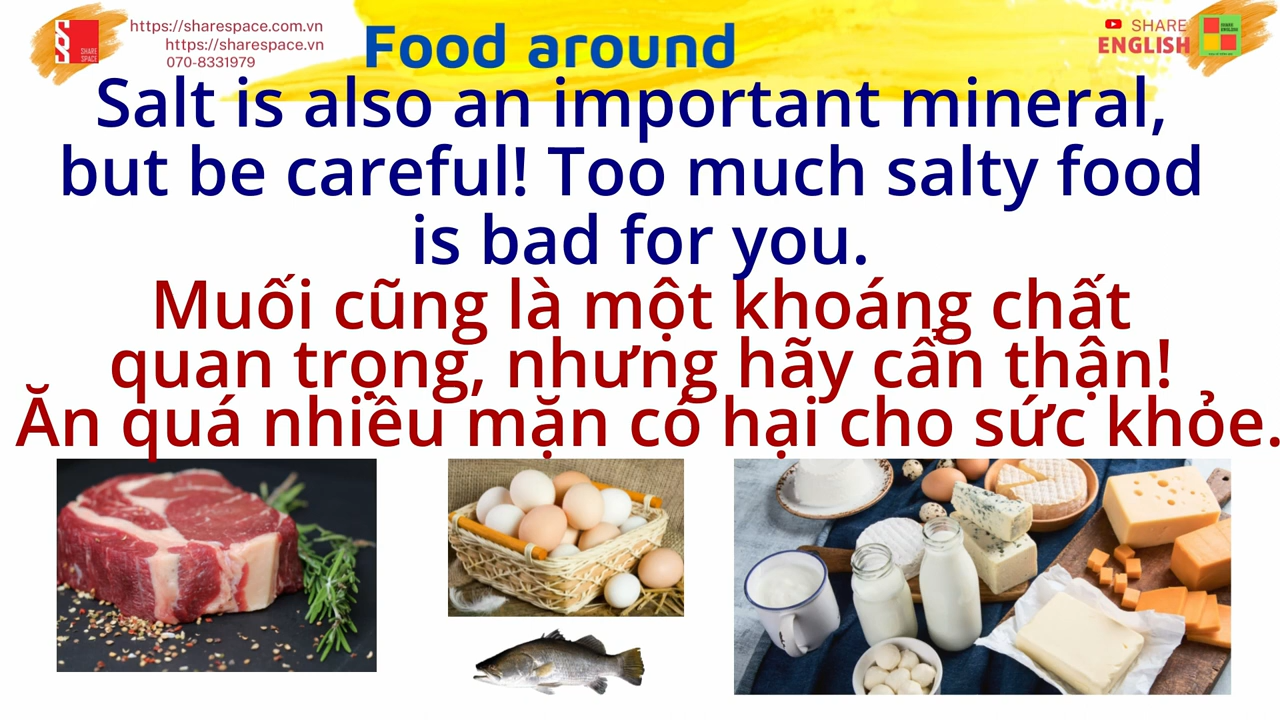 https://sharespace.com.vn
https://sharespace.vn
070-8331979
SHARE
SPACE
Food around
SHARE
ENGLISH
Salt is also an important mineral,
but be careful! Too much salty food
is bad for you.
Muối cũng là một khoáng chất
quan trọng, nhưng hãy cẩn thận!
Ăn quá nhiều mặn có hại cho sức khỏe.